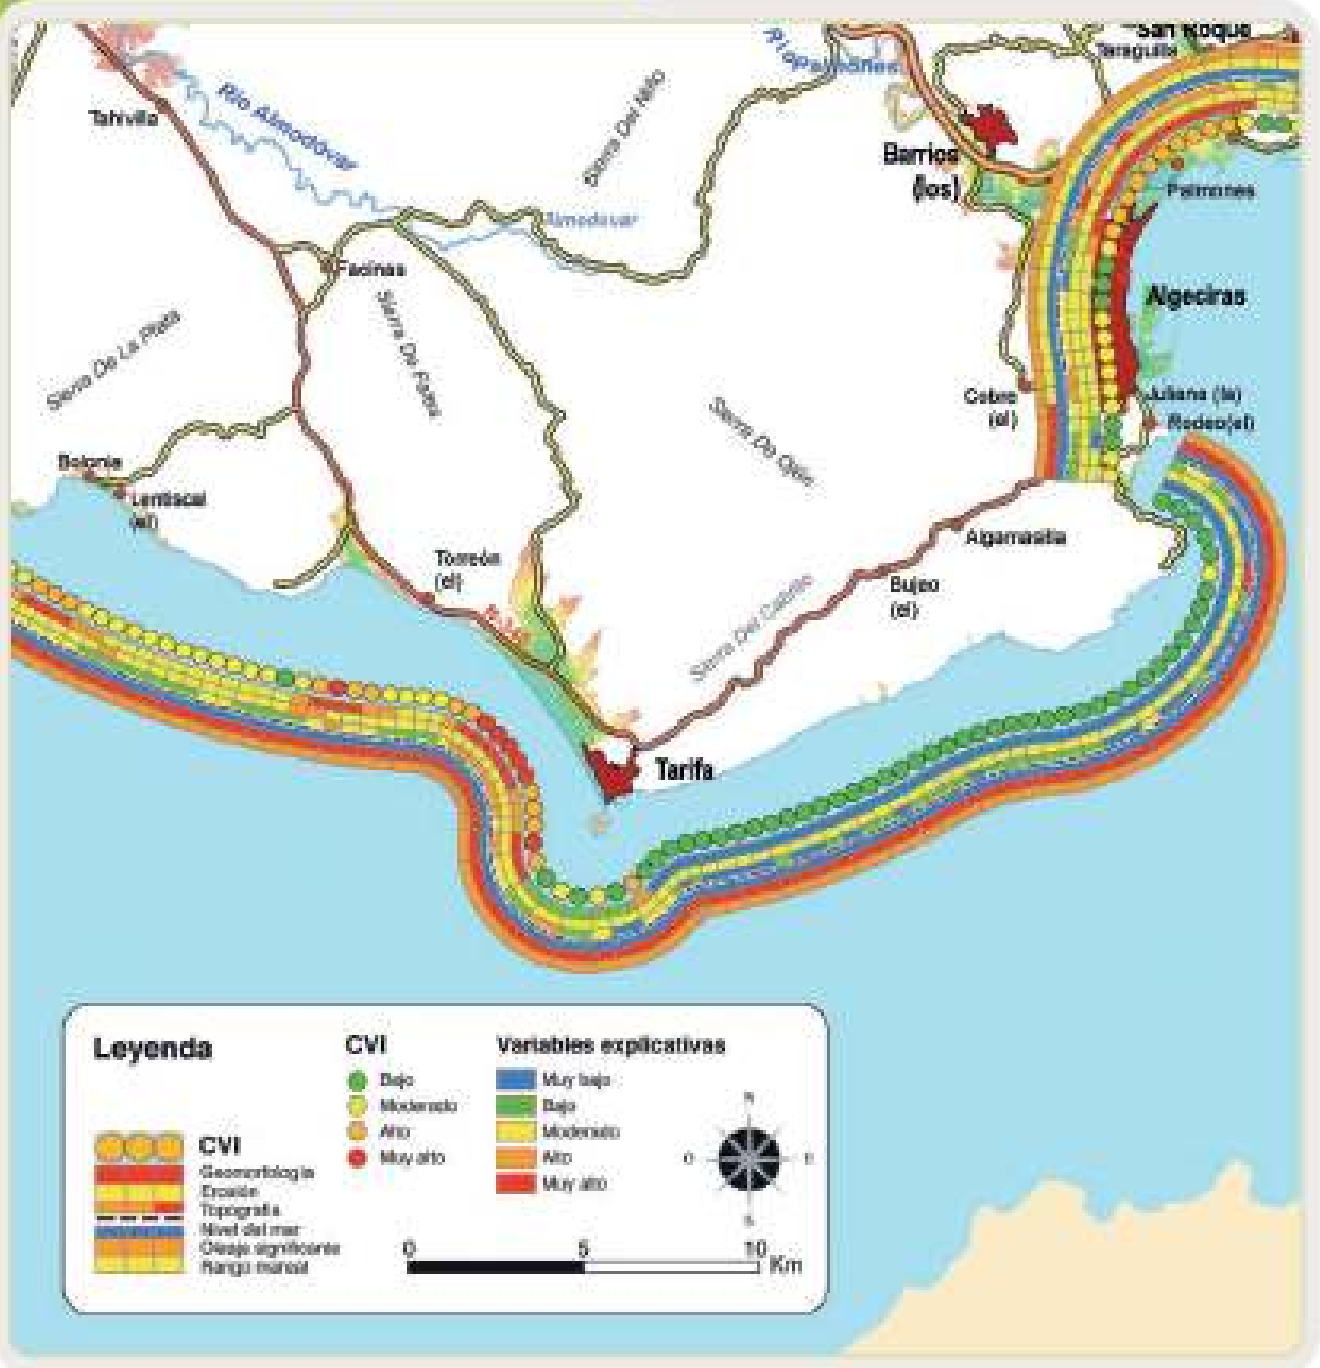 San Roque
Taraguilla
Tahivilla
Río Almodóvar
Sierra Del Niño
Barrios
(los)
Palmones
Almodovar
Facinas
Algeciras
Sierra De La Plata
Sierra De Fates
Cobre
(el)
Juliana (la)
Rodeo(el)
Sierra De Ojén
Bolonia
Lentiscal
(el)
Algamasilla
Torreón
(el)
Bujeo
(el)
Sierra Del Cabrito
Tarifa
Leyenda
CVI
Geomorfología
Erosión
Topografía
Nivel del mar
Oleaje significante
Rango mareal
CVI
Bajo
Moderado
Alto
Muy alto
Variables explicativas
Muy bajo
Bajo
Moderado
Alto
Muy alto
N
O
E
S
0 5 10 Km